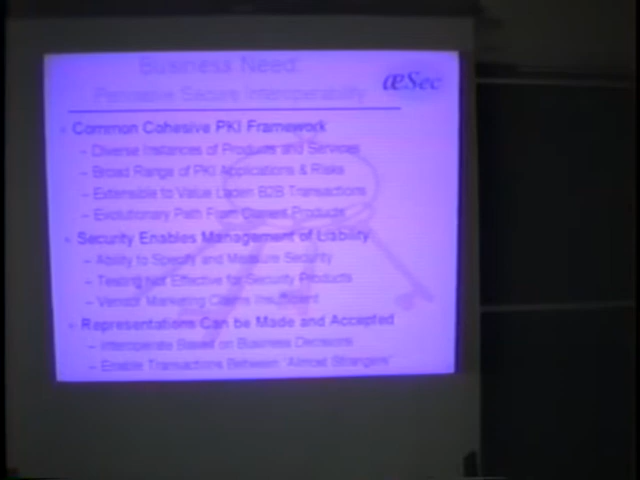 Business Need:
Pervasive Secure Interoperability
æSec
- Common Cohesive PKI Framework
– Diverse Instances of Products and Services
– Broad Range of PKI Applications & Risks
– Extensible to Value Laden B2B Transactions
– Evolutionary Path From Current Products
- Security Enables Management of Liability
– Ability to Specify and Measure Security
– Testing Not Effective for Security Products
– Vendor Marketing Claims Insufficient
- Representations Can be Made and Accepted
– Interoperate Based on Business Decisions
– Enable Transactions Between "Almost Strangers"